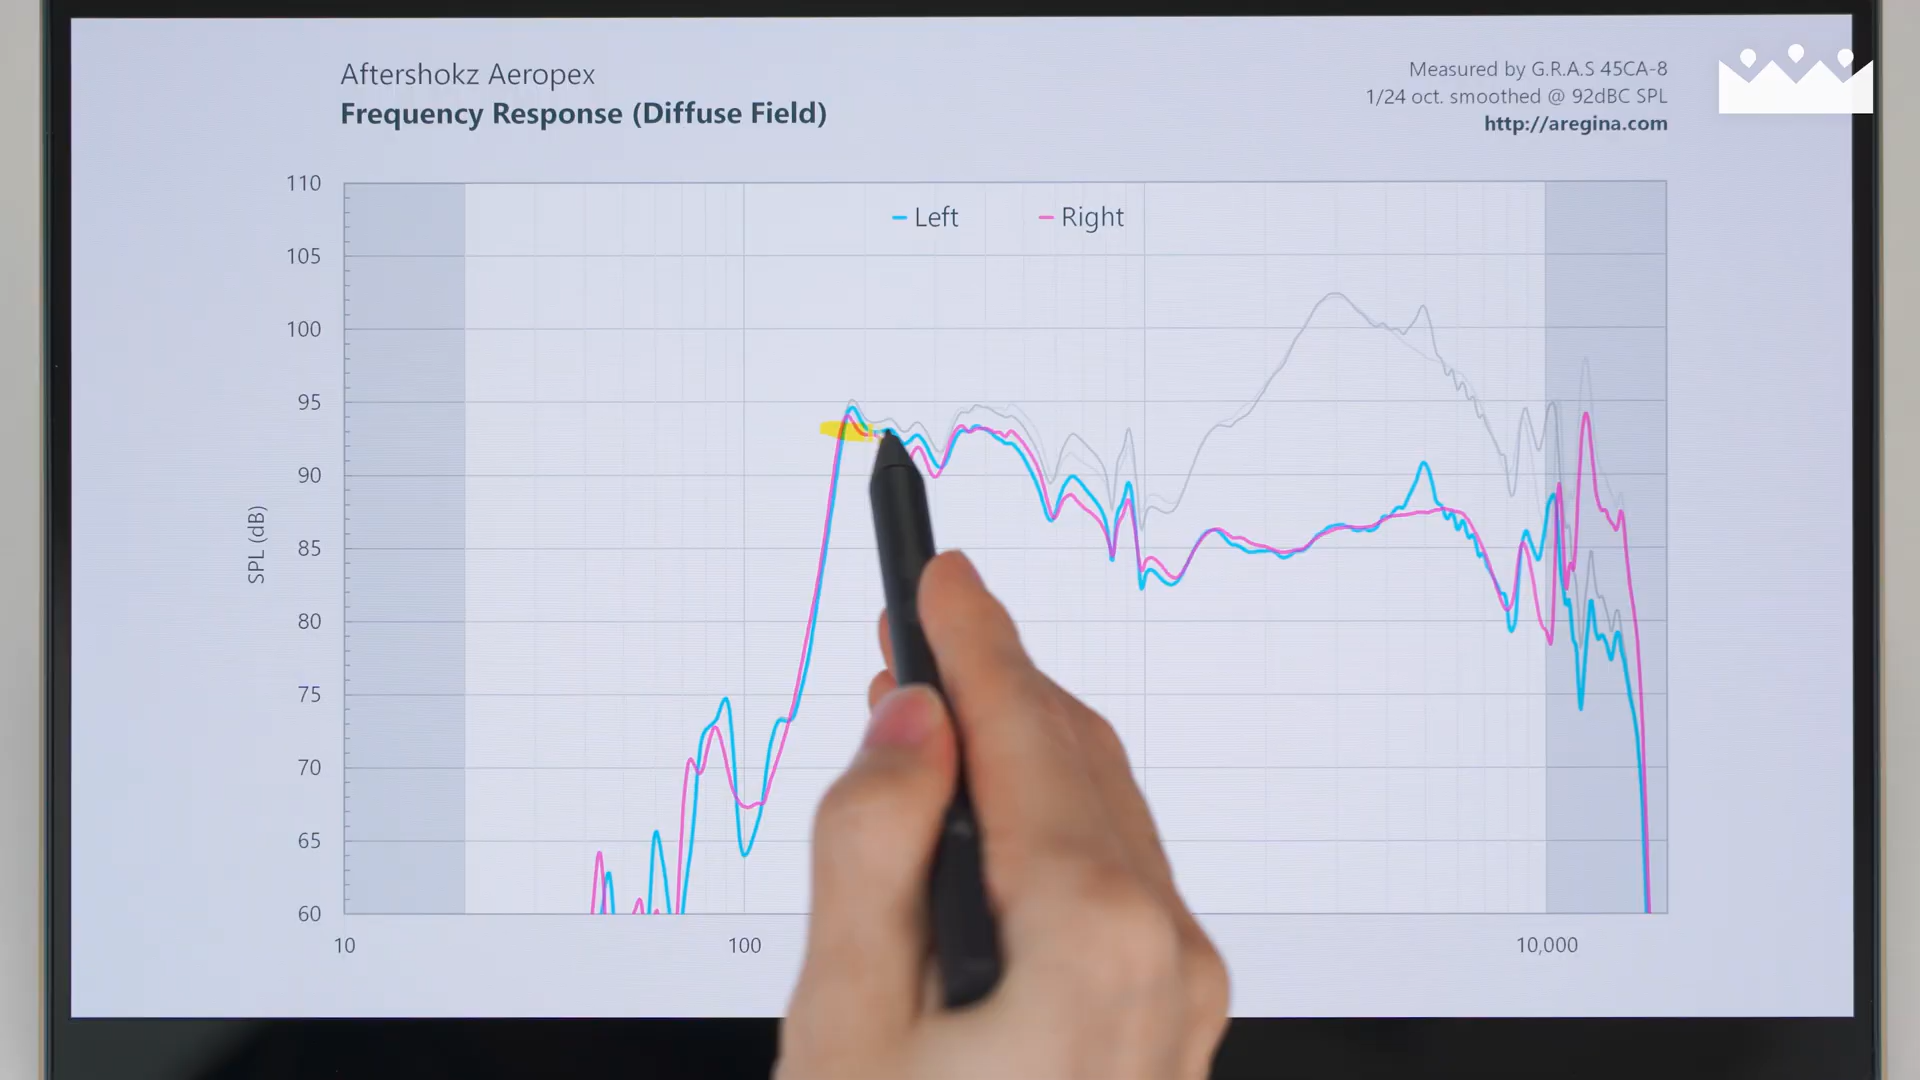 Aftershokz Aeropex
Frequency Response (Diffuse Field)
Measured by G.R.A.S 45CA-8
1/24 oct. smoothed @ 92dBC SPL
http://aregina.com
Left
Right
110
105
100
95
90
85
80
75
70
65
60
SPL (dB)
10
100
10,000